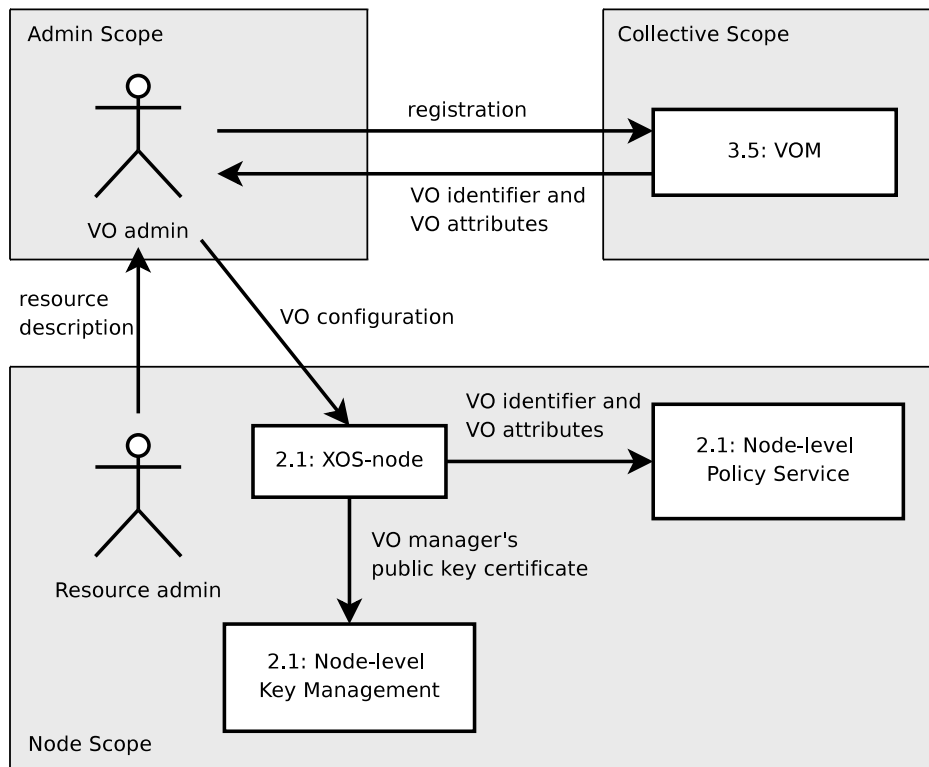 Admin Scope
Collective Scope
registration
3.5: VOM
VO identifier and
VO attributes
VO admin
resource
description
VO configuration
VO identifier and
VO attributes
2.1: XOS-node
2.1: Node-level
Policy Service
Resource admin
VO manager's
public key certificate
2.1: Node-level
Key Management
Node Scope